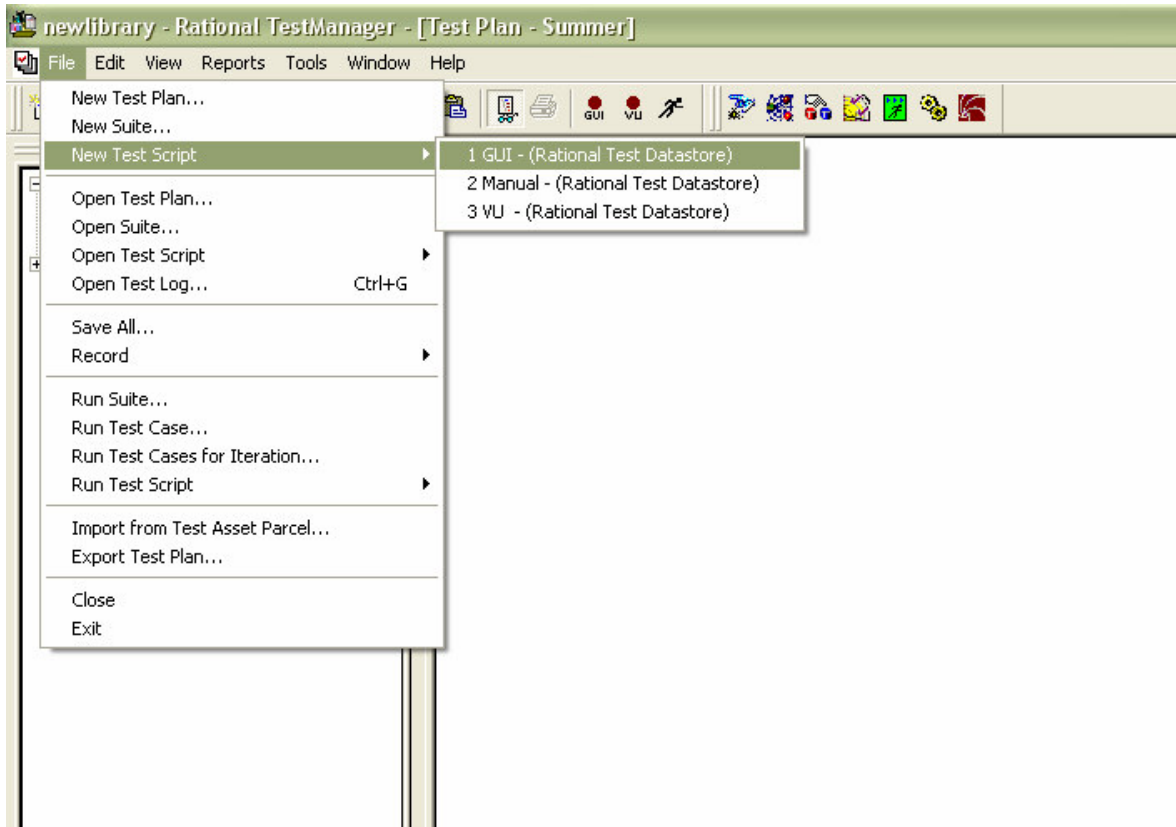 newlibrary - Rational TestManager - [Test Plan - Summer]
File Edit View Reports Tools Window Help
New Test Plan...
New Suite...
New Test Script
1 GUI - (Rational Test Datastore)
2 Manual - (Rational Test Datastore)
3 VU - (Rational Test Datastore)
Open Test Plan...
Open Suite...
Open Test Script
Open Test Log... Ctrl+G
Save All...
Record
Run Suite...
Run Test Case...
Run Test Cases for Iteration...
Run Test Script
Import from Test Asset Parcel...
Export Test Plan...
Close
Exit
GUI VU